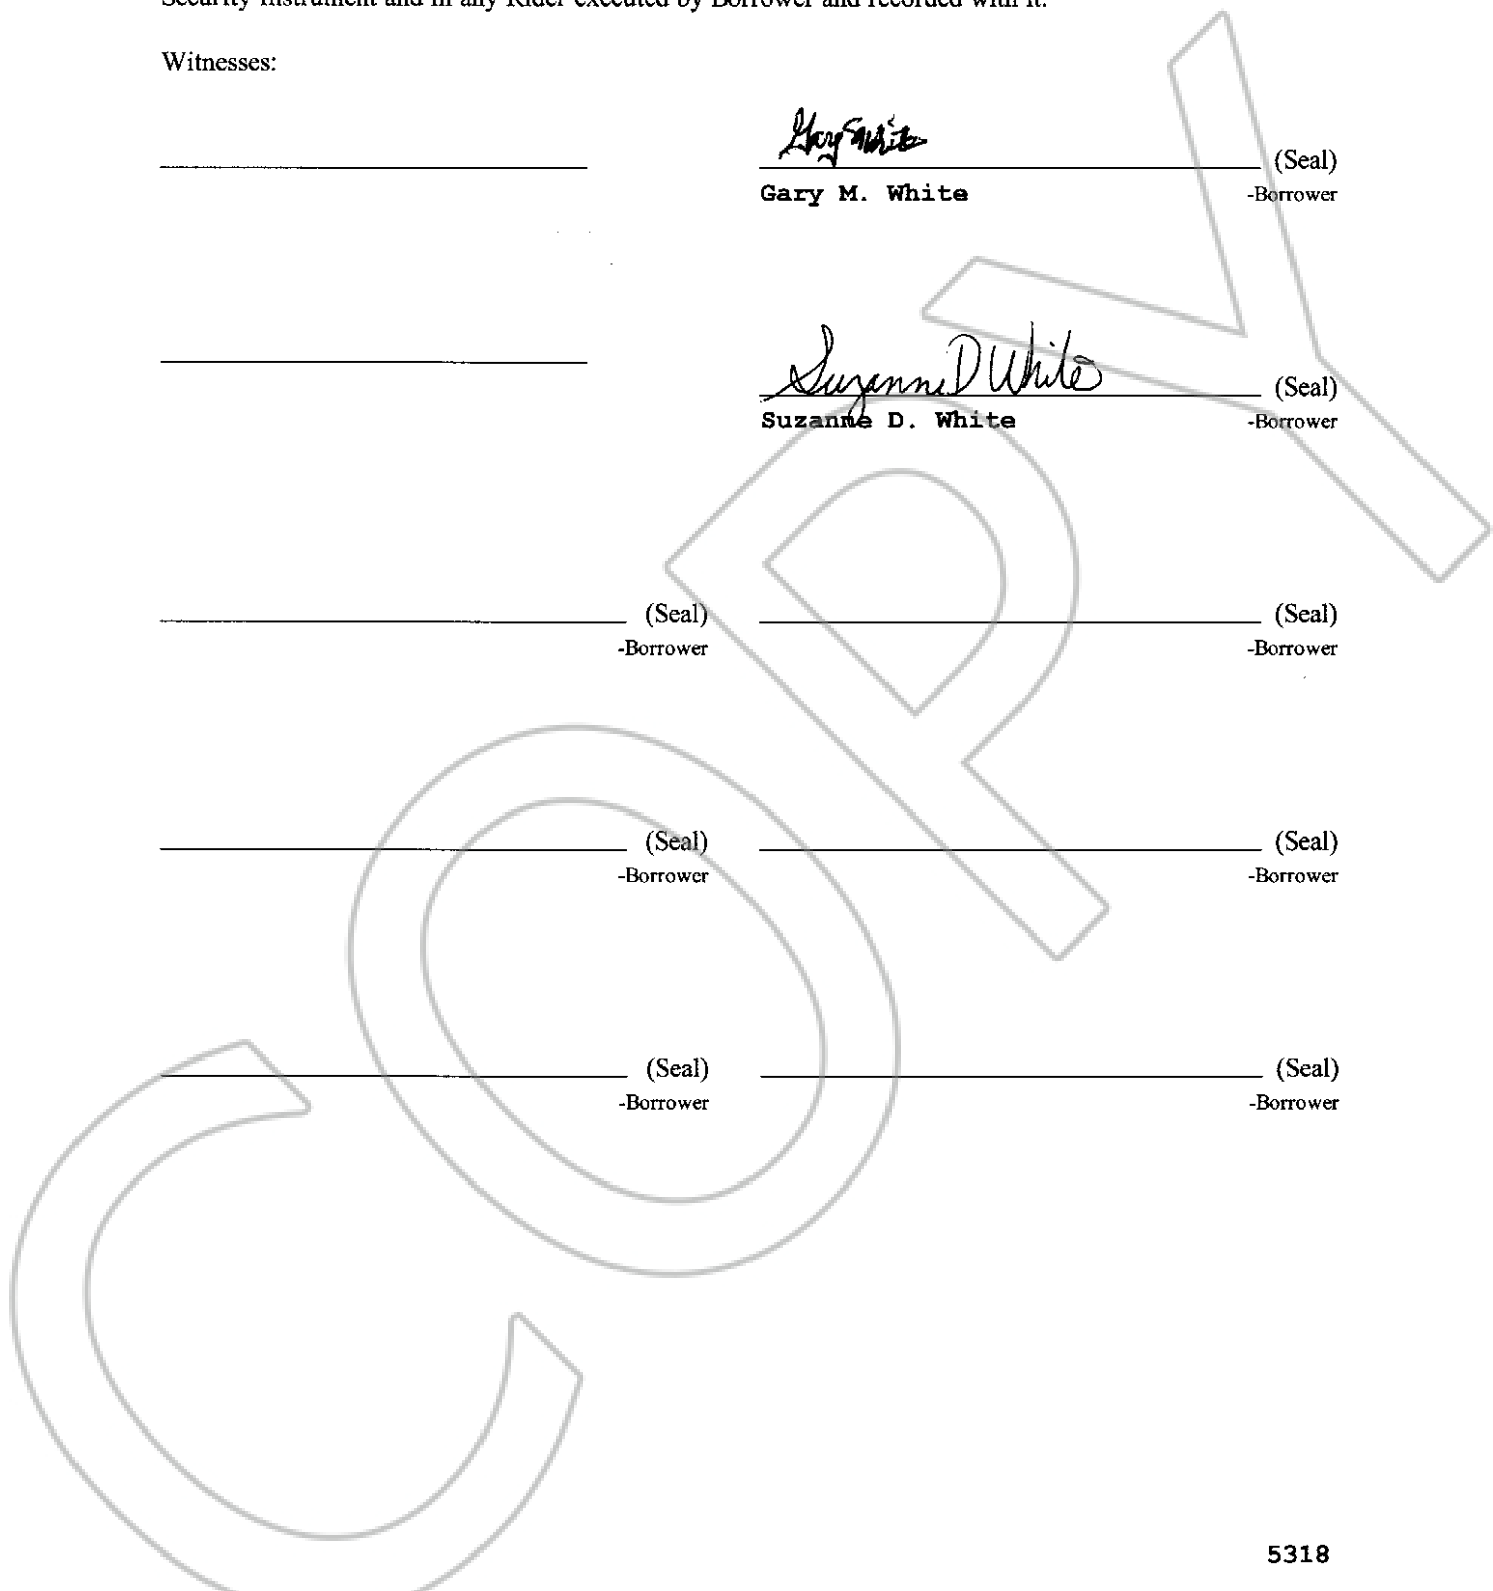 Security Instrument and in any Rider executed by Borrower and recorded with it.
Witnesses:
Gary M White
(Seal)
Gary M. White
-Borrower
Suzanne D White
(Seal)
Suzanne D. White
-Borrower
(Seal)
-Borrower
(Seal)
-Borrower
(Seal)
-Borrower
(Seal)
-Borrower
(Seal)
-Borrower
(Seal)
-Borrower
COPY
5318